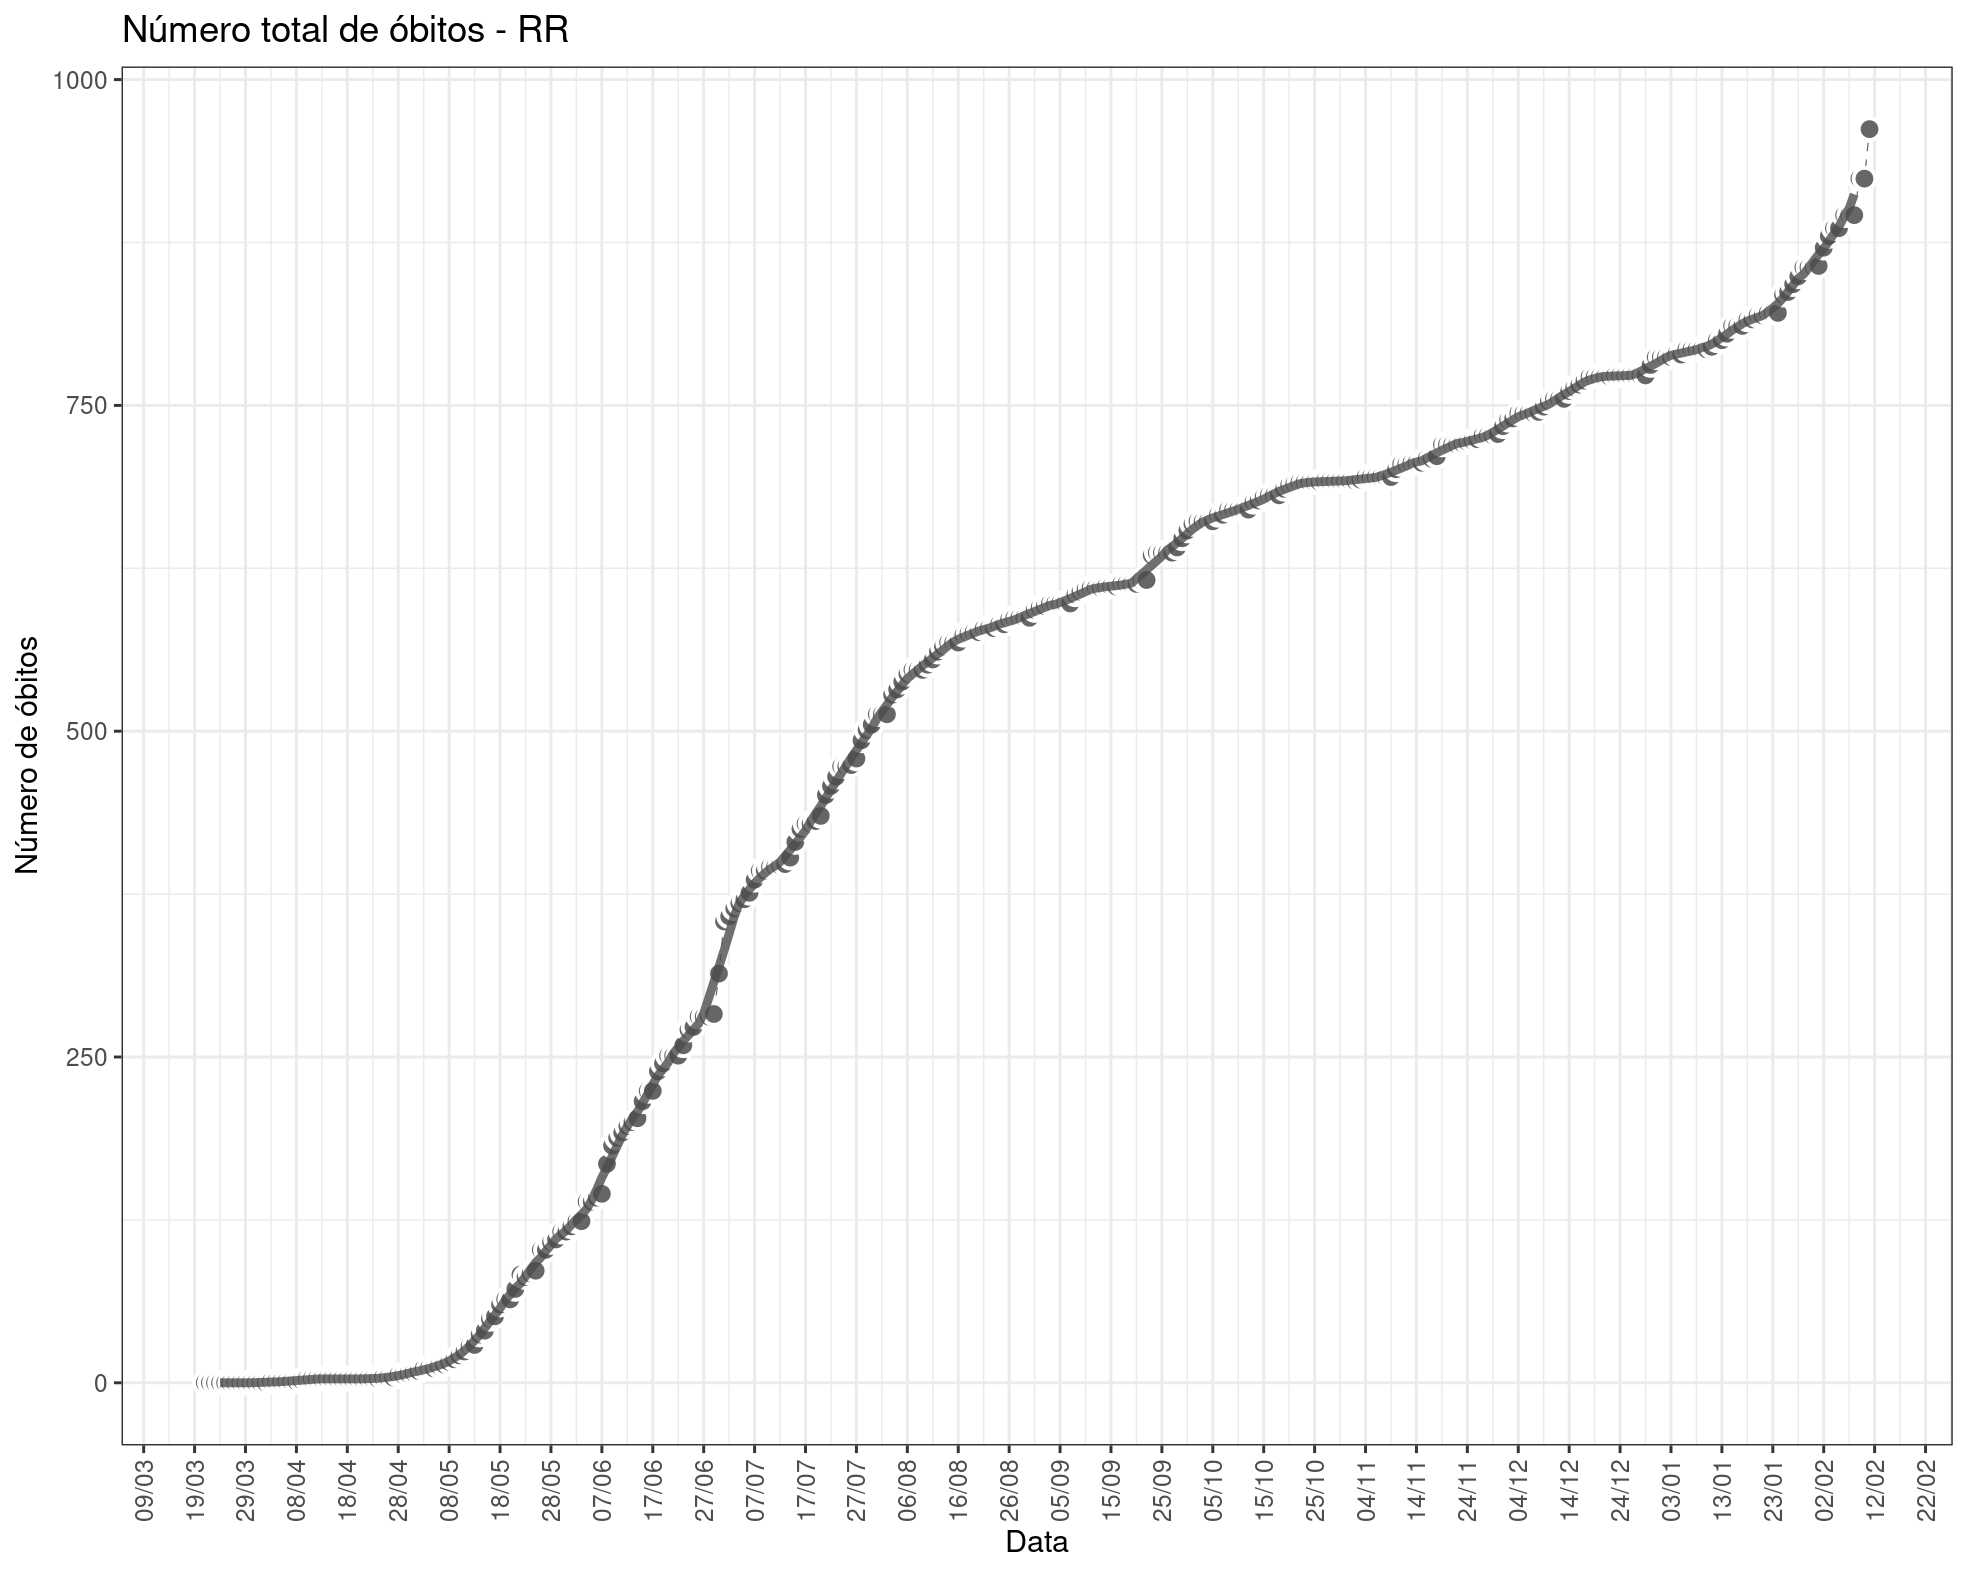 Número total de óbitos - RR
Número de óbitos
1000
750
500
250
0
09/03 19/03 29/03 08/04 18/04 28/04 08/05 18/05 28/05 07/06 17/06 27/06 07/07 17/07 27/07 06/08 16/08 26/08 05/09 15/09 25/09 05/10 15/10 25/10 04/11 14/11 24/11 04/12 14/12 24/12 03/01 13/01 23/01 02/02 12/02 22/02
Data